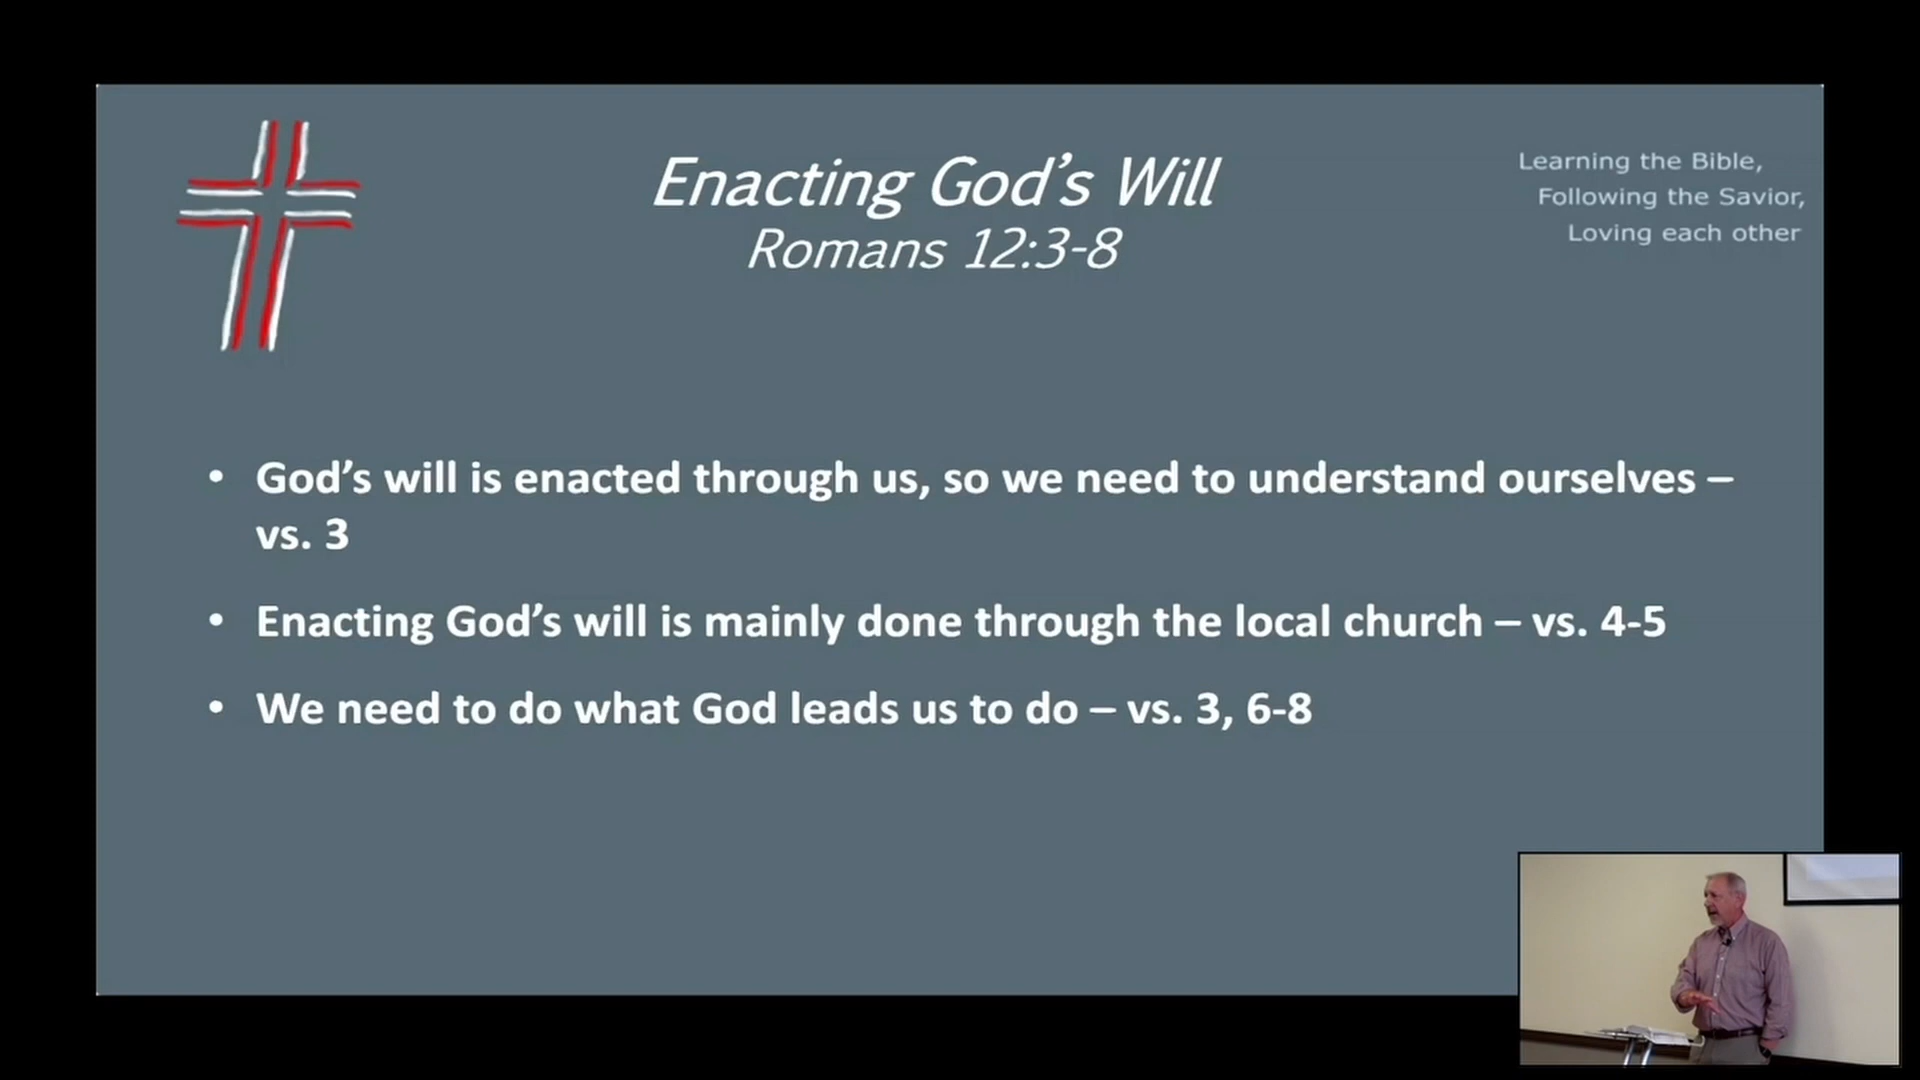 Enacting God's Will
Romans 12:3-8
Learning the Bible,
Following the Savior,
Loving each other
• God's will is enacted through us, so we need to understand ourselves –
vs. 3
• Enacting God's will is mainly done through the local church – vs. 4-5
• We need to do what God leads us to do – vs. 3, 6-8